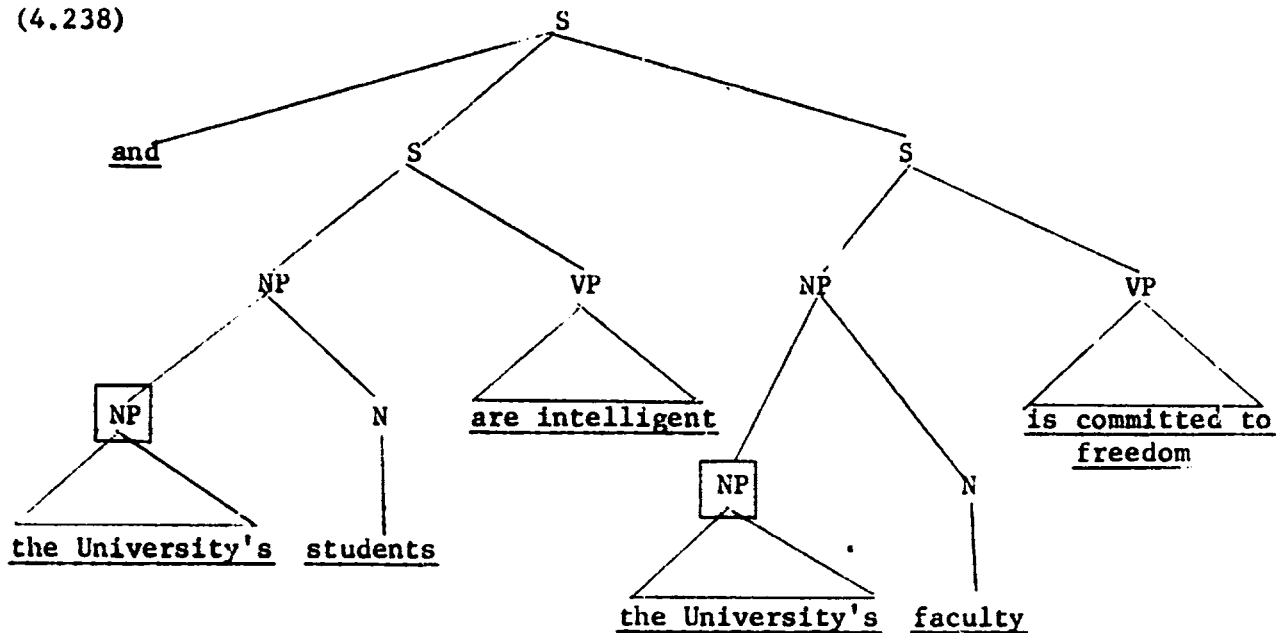 (4.238)
S
and S S
NP VP NP VP
NP N are intelligent is committed to
freedom
NP N
the University's students
the University's faculty